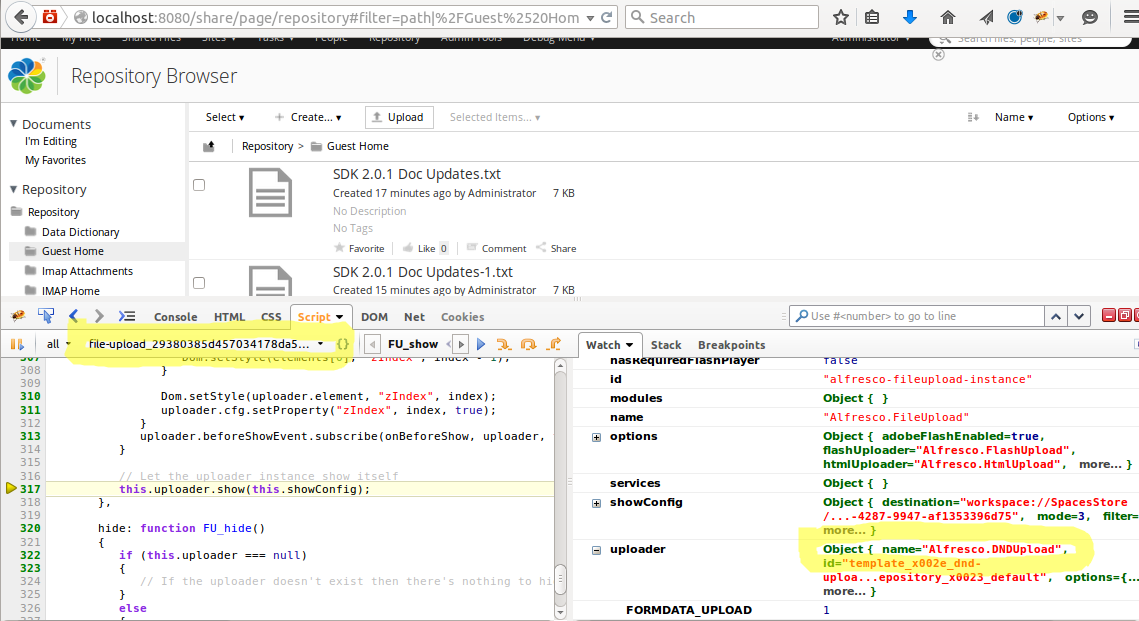 localhost:8080/share/page/repository#filter=path|%2FGuest%2520Hom
Search
Home My Files Shared Files Sites Tasks People Repository Admin Tools Debug Menu Administrator Search files, people, sites
Repository Browser
Documents
I'm Editing
My Favorites
Repository
Repository
Data Dictionary
Guest Home
Imap Attachments
IMAP Home
Select Create... Upload Selected Items... Name Options
Repository > Guest Home
SDK 2.0.1 Doc Updates.txt
Created 17 minutes ago by Administrator 7 KB
No Description
No Tags
Favorite Like 0 Comment Share
SDK 2.0.1 Doc Updates-1.txt
Created 15 minutes ago by Administrator 7 KB
Console HTML CSS Script DOM Net Cookies
Use #<number> to go to line
all file-upload_29380385d457034178da5... {} FU_show
307 Dom.setStyle(elements[0], "zIndex", index - 1);
308 }
309
310 Dom.setStyle(uploader.element, "zIndex", index);
311 uploader.cfg.setProperty("zIndex", index, true);
312 }
313 uploader.beforeShowEvent.subscribe(onBeforeShow, uploader,
314 }
315
316 // Let the uploader instance show itself
317 this.uploader.show(this.showConfig);
318 },
319
320 hide: function FU_hide()
321 {
322 if (this.uploader === null)
323 {
324 // If the uploader doesn't exist then there's nothing to hi
325 }
326 else
327 {
Watch Stack Breakpoints
hasRequiredFlashPlayer false
id "alfresco-fileupload-instance"
modules Object { }
name "Alfresco.FileUpload"
options Object { adobeFlashEnabled=true,
flashUploader="Alfresco.FlashUpload",
htmlUploader="Alfresco.HtmlUpload", more... }
services Object { }
showConfig Object { destination="workspace://SpacesStore
/...-4287-9947-af1353396d75", mode=3, filter=
more... }
uploader Object { name="Alfresco.DNDUpload",
id="template_x002e_dnd-
uploa...epository_x0023_default", options={...
more... }
FORMDATA_UPLOAD 1